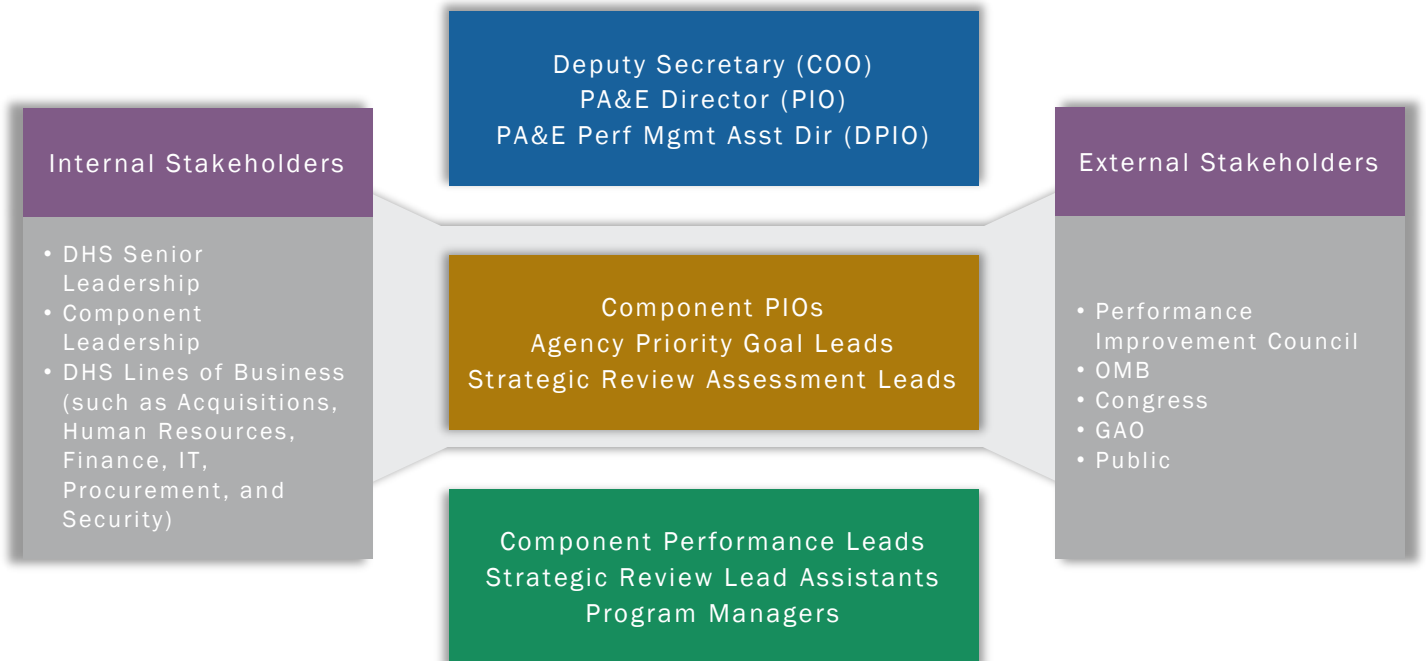 Deputy Secretary (COO)
PA&E Director (PIO)
PA&E Perf Mgmt Asst Dir (DPIO)
Internal Stakeholders
• DHS Senior
Leadership
• Component
Leadership
• DHS Lines of Business
(such as Acquisitions,
Human Resources,
Finance, IT,
Procurement, and
Security)
Component PIOs
Agency Priority Goal Leads
Strategic Review Assessment Leads
Component Performance Leads
Strategic Review Lead Assistants
Program Managers
External Stakeholders
• Performance
Improvement Council
• OMB
• Congress
• GAO
• Public